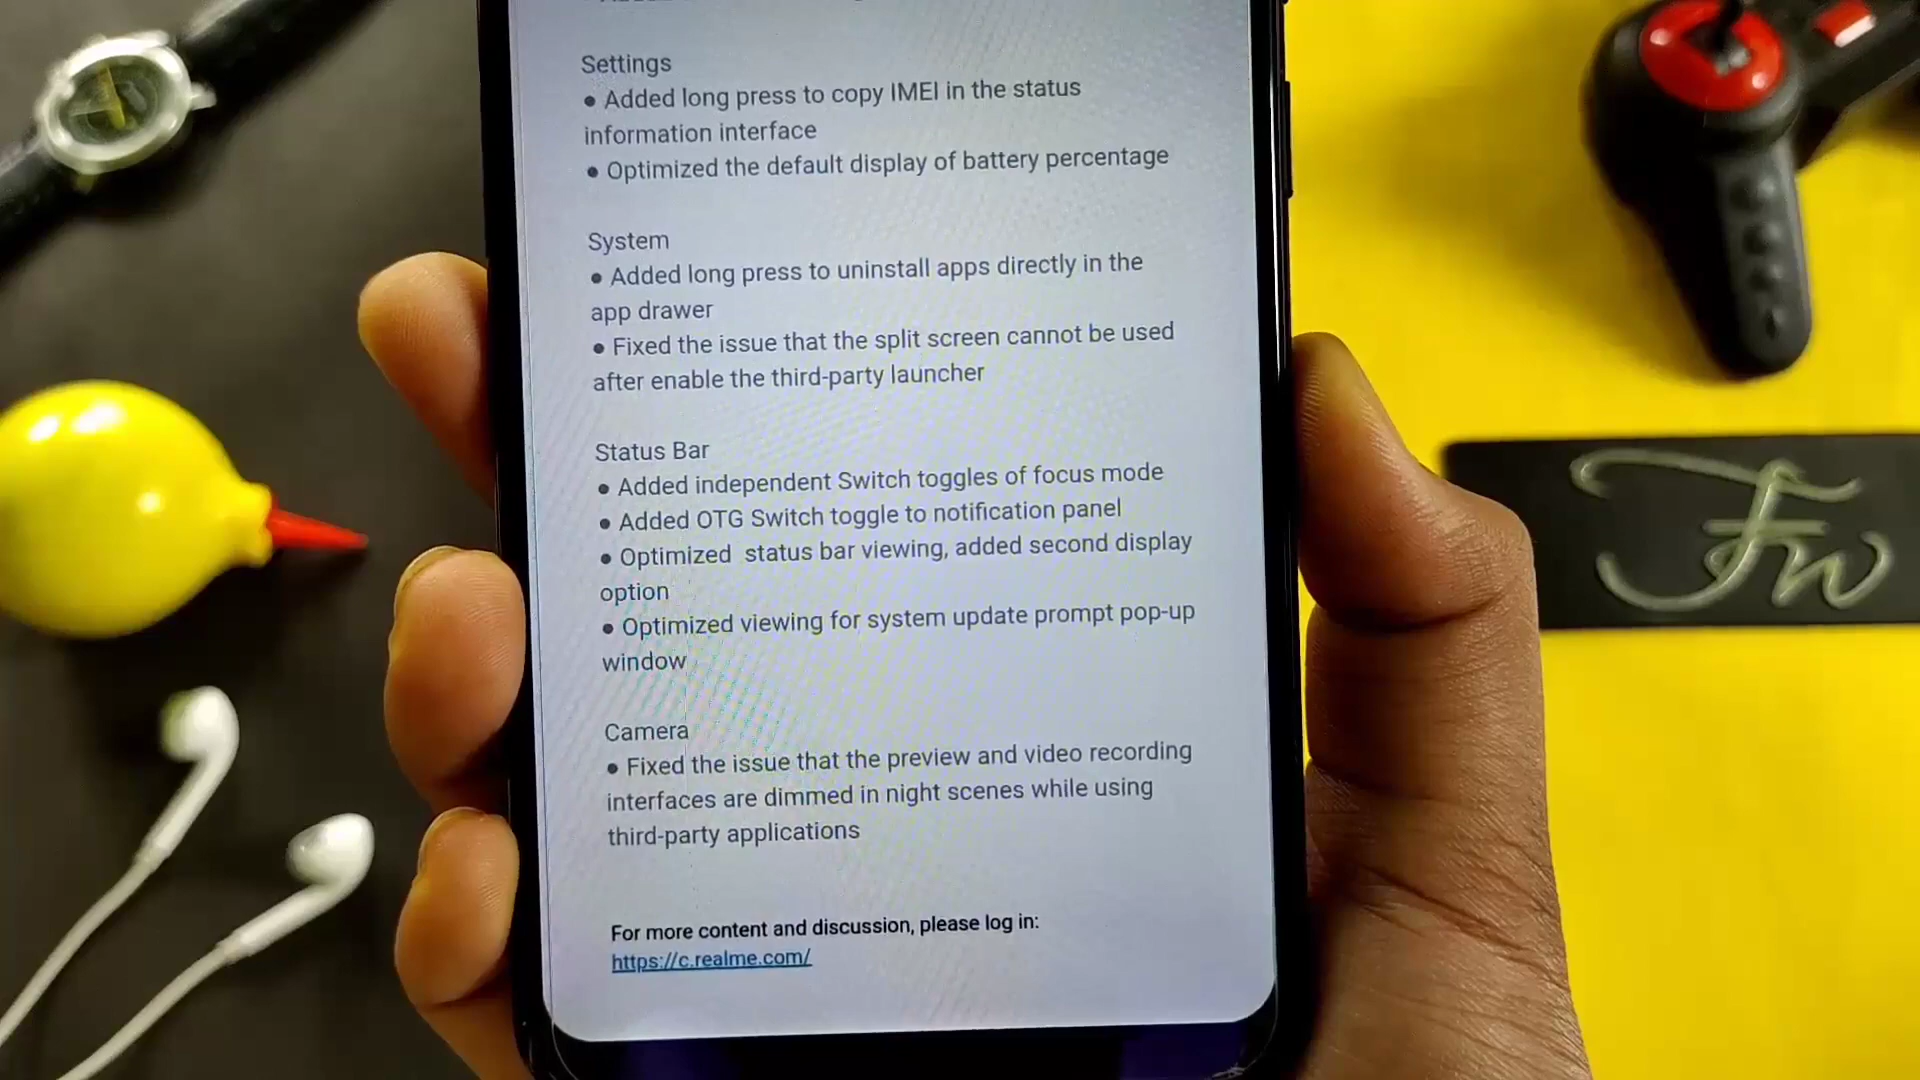 Settings
● Added long press to copy IMEI in the status
information interface
● Optimized the default display of battery percentage
System
● Added long press to uninstall apps directly in the
app drawer
● Fixed the issue that the split screen cannot be used
after enable the third-party launcher
Status Bar
● Added independent Switch toggles of focus mode
● Added OTG Switch toggle to notification panel
● Optimized  status bar viewing, added second display
option
● Optimized viewing for system update prompt pop-up
window
Camera
● Fixed the issue that the preview and video recording
interfaces are dimmed in night scenes while using
third-party applications
For more content and discussion, please log in:
https://c.realme.com/
Fw